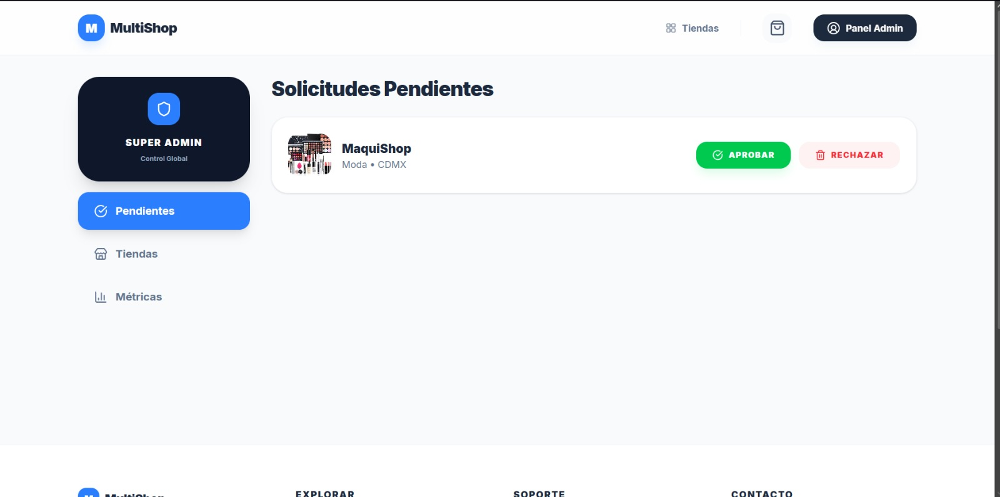 M MultiShop
Tiendas
Panel Admin
SUPER ADMIN
Control Global
Pendientes
Tiendas
Métricas
Solicitudes Pendientes
MaquiShop
Moda • CDMX
APROBAR
RECHAZAR
M MultiShop
EXPLORAR
SOPORTE
CONTACTO